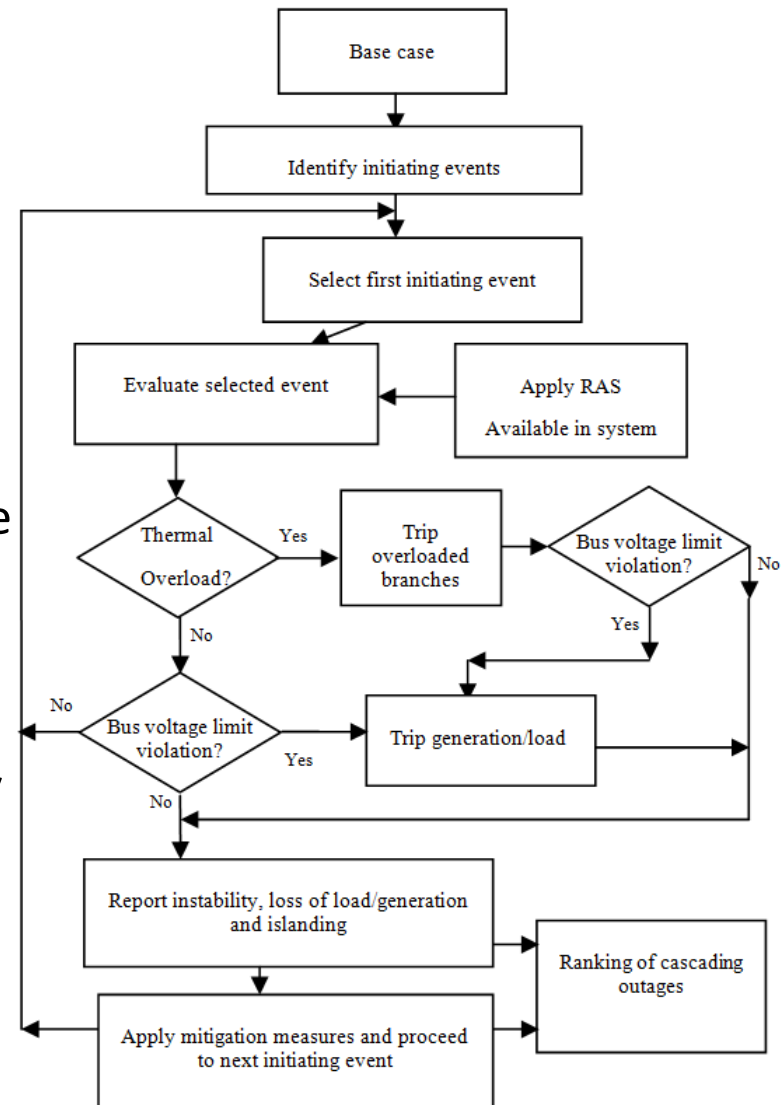 Base case
Identify initiating events
Select first initiating event
Evaluate selected event
Apply RAS
Available in system
e
Thermal
Overload?
Yes
Trip
overloaded
branches
Bus voltage limit
violation?
No
Yes
No
No
Bus voltage limit
violation?
Yes
Trip generation/load
,
No
Report instability, loss of load/generation
and islanding
Ranking of cascading
outages
Apply mitigation measures and proceed
to next initiating event